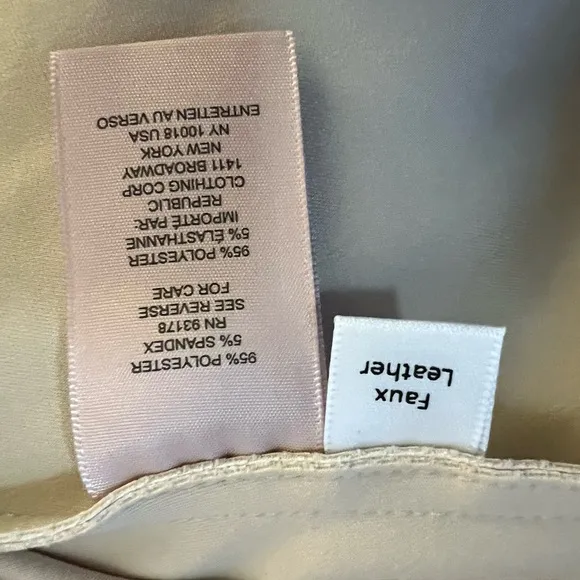 95% POLYESTER
5% SPANDEX
RN 93178
SEE REVERSE
FOR CARE
95% POLYESTER
5% ÉLASTHANNE
IMPORTÉ PAR:
REPUBLIC
CLOTHING CORP
1411 BROADWAY
NEW YORK
NY 10018 USA
ENTRETIEN AU VERSO
Faux
Leather